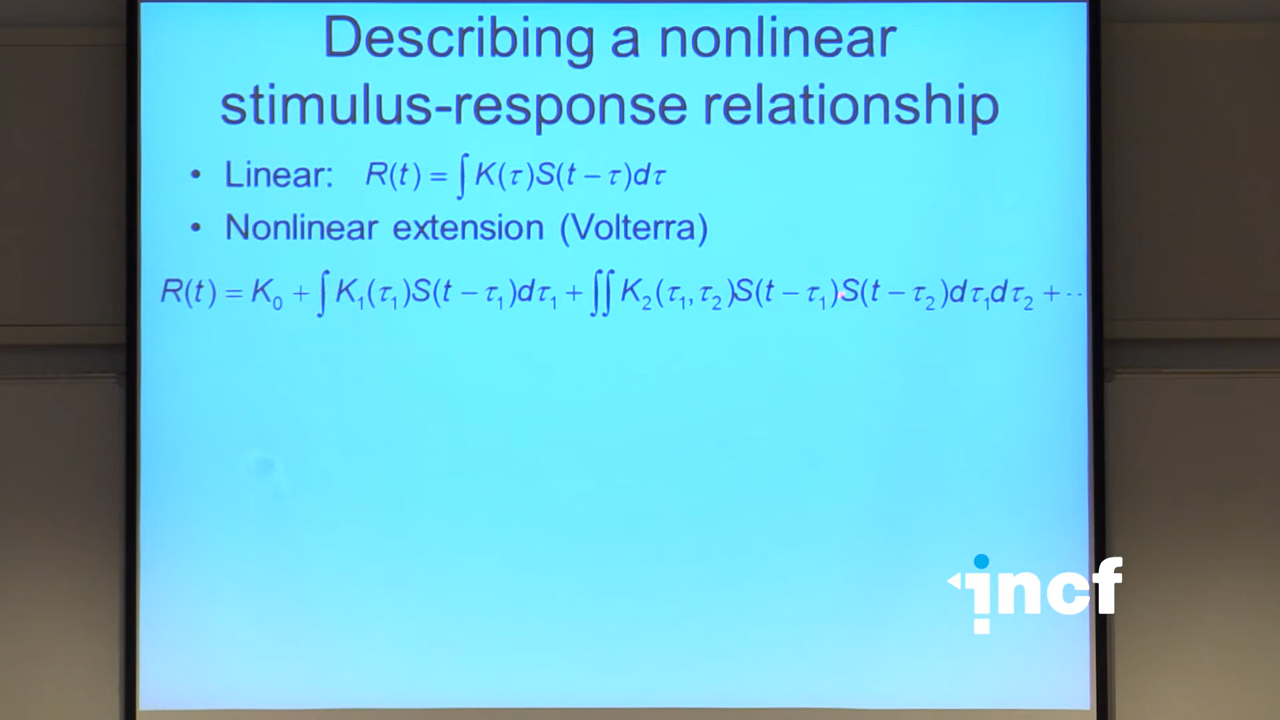 Describing a nonlinear
stimulus-response relationship
• Linear: R(t) = ∫ K(τ)S(t − τ)dτ
• Nonlinear extension (Volterra)
R(t) = K₀ + ∫ K₁(τ₁)S(t − τ₁)dτ₁ + ∬ K₂(τ₁,τ₂)S(t − τ₁)S(t − τ₂)dτ₁dτ₂ + ⋯
incf